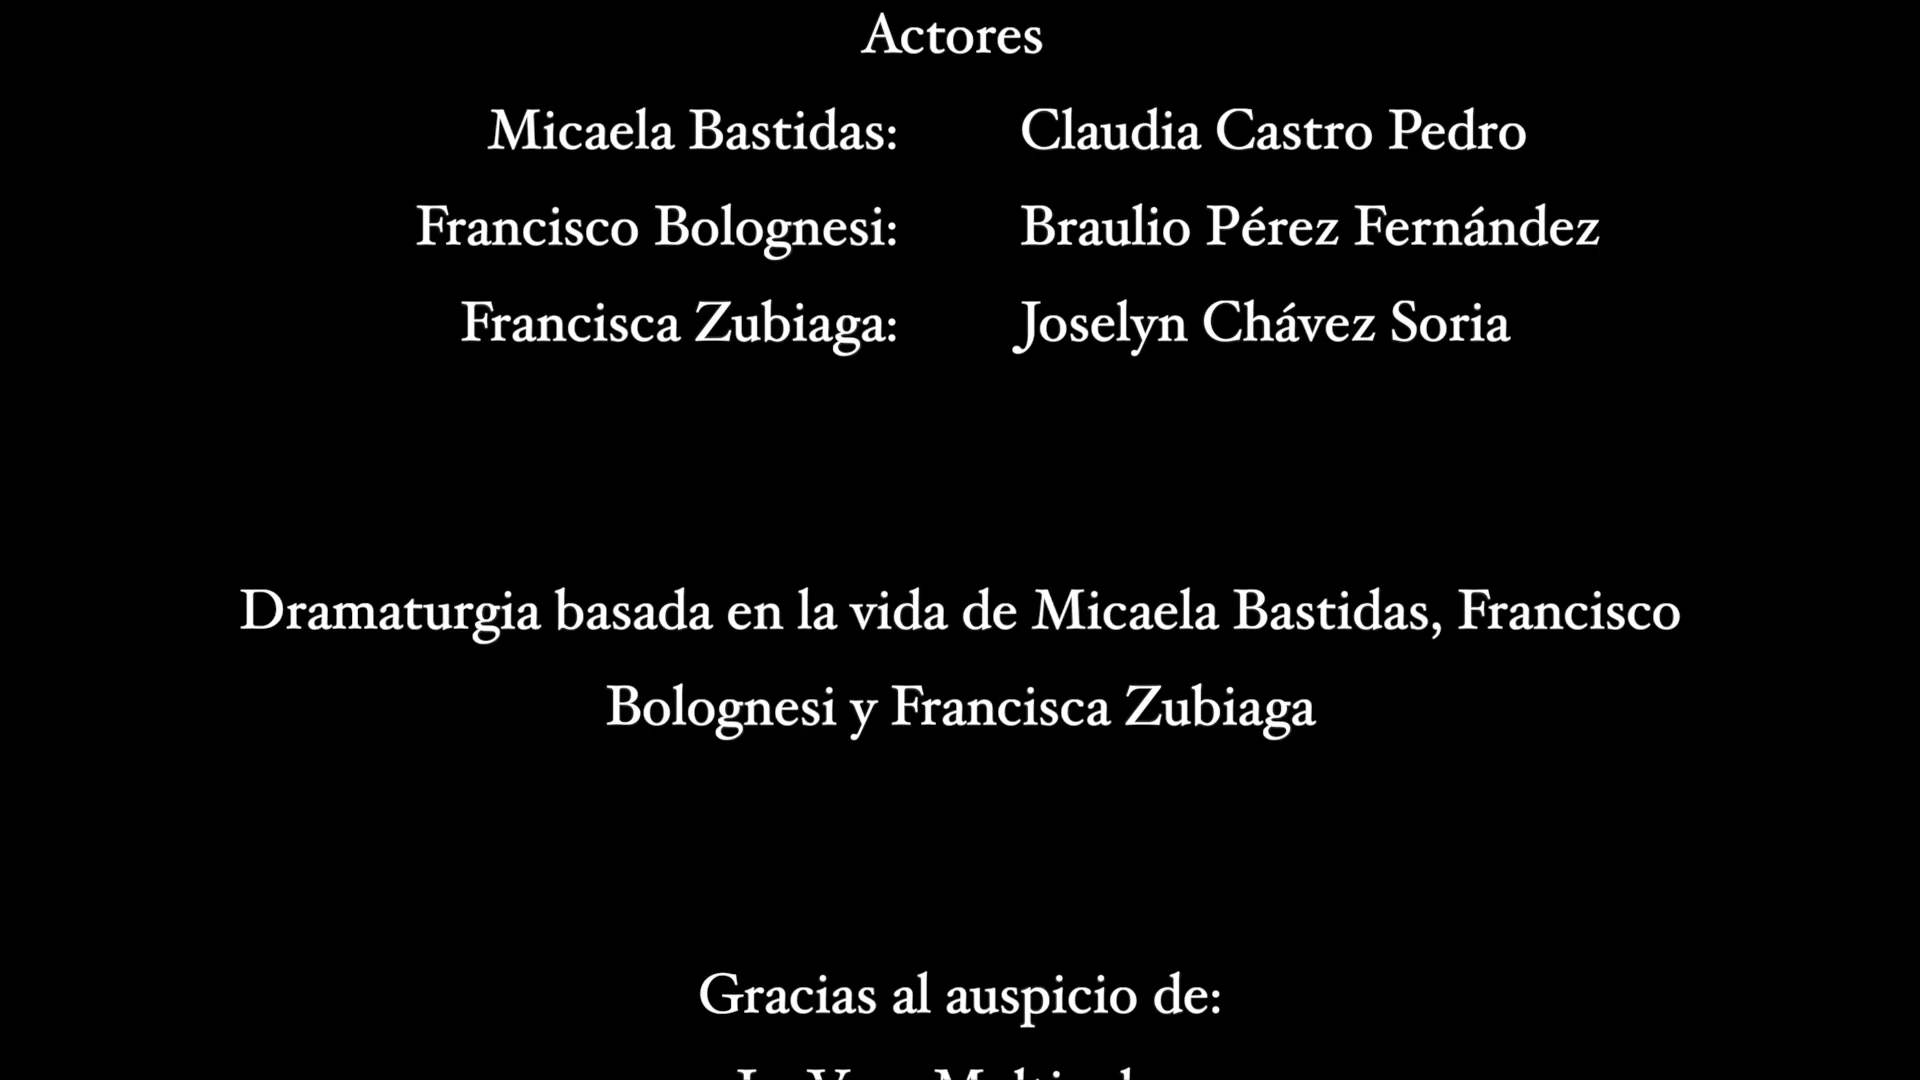 Actores
Micaela Bastidas: Claudia Castro Pedro
Francisco Bolognesi: Braulio Pérez Fernández
Francisca Zubiaga: Joselyn Chávez Soria
Dramaturgia basada en la vida de Micaela Bastidas, Francisco
Bolognesi y Francisca Zubiaga
Gracias al auspicio de: